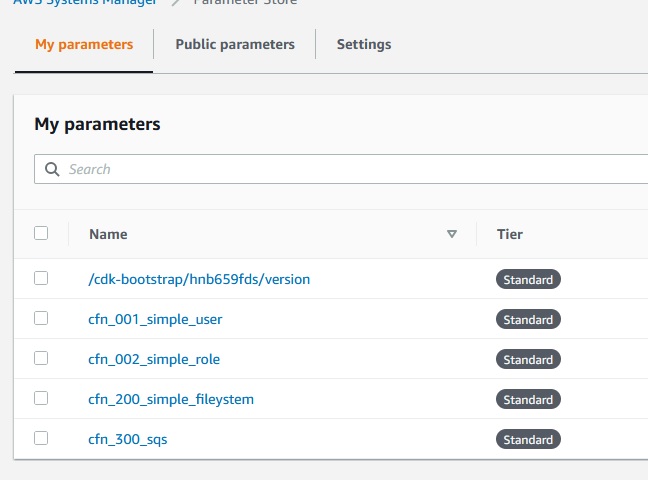 AWS Systems Manager > Parameter Store
My parameters Public parameters Settings
My parameters
Search
Name Tier
/cdk-bootstrap/hnb659fds/version Standard
cfn_001_simple_user Standard
cfn_002_simple_role Standard
cfn_200_simple_fileystem Standard
cfn_300_sqs Standard